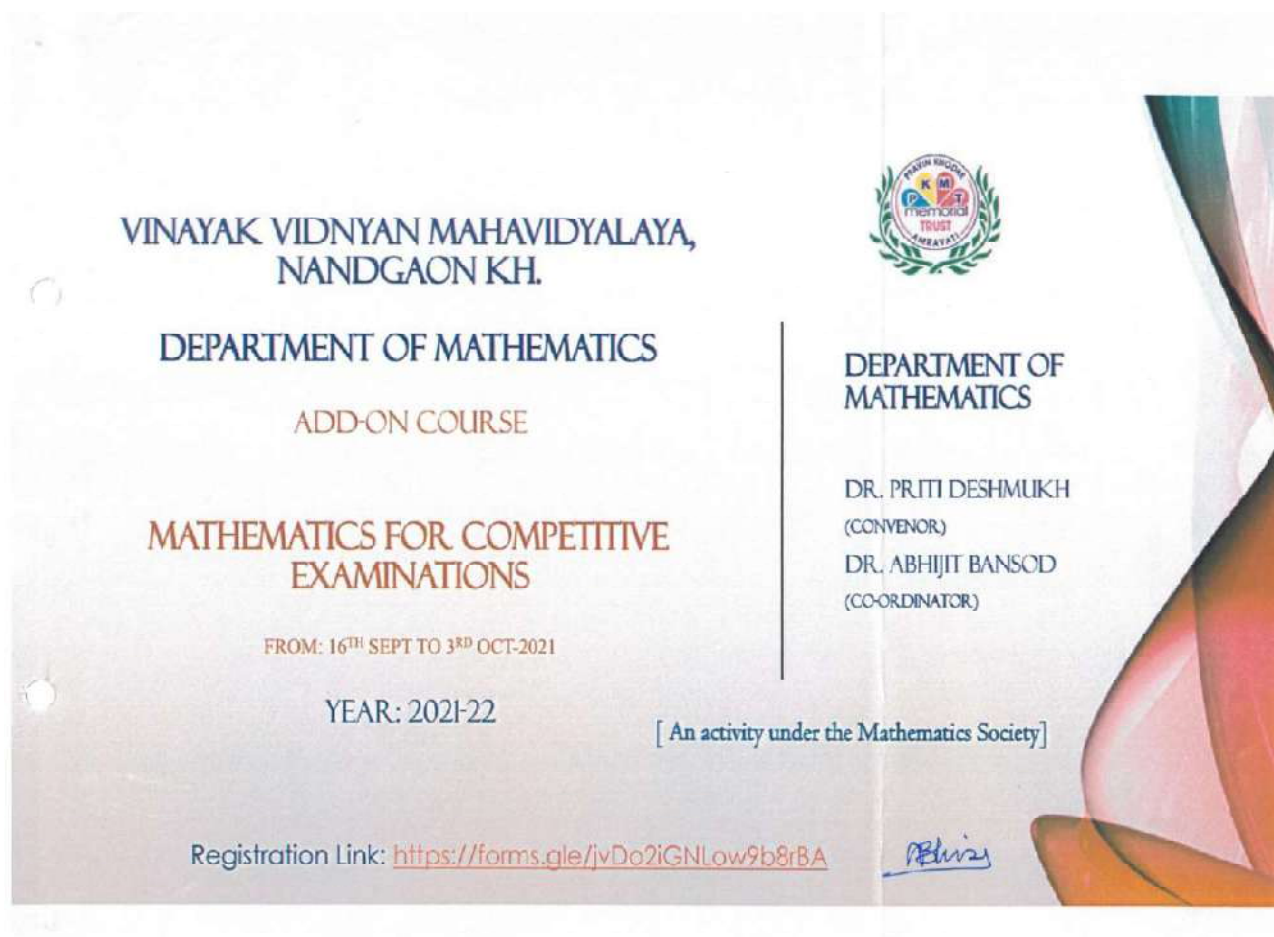 VINAYAK VIDNYAN MAHAVIDYALAYA,
NANDGAON KH.
DEPARTMENT OF MATHEMATICS
ADD-ON COURSE
MATHEMATICS FOR COMPETITIVE
EXAMINATIONS
FROM: 16TH SEPT TO 3RD OCT-2021
YEAR: 2021-22
PRAVIN KHODKE
P K M T
memorial
TRUST
AMRAVATI
DEPARTMENT OF
MATHEMATICS
DR. PRITI DESHMUKH
(CONVENOR)
DR. ABHIJIT BANSOD
(CO-ORDINATOR)
[ An activity under the Mathematics Society]
Registration Link: https://forms.gle/jvDo2iGNLow9b8rBA